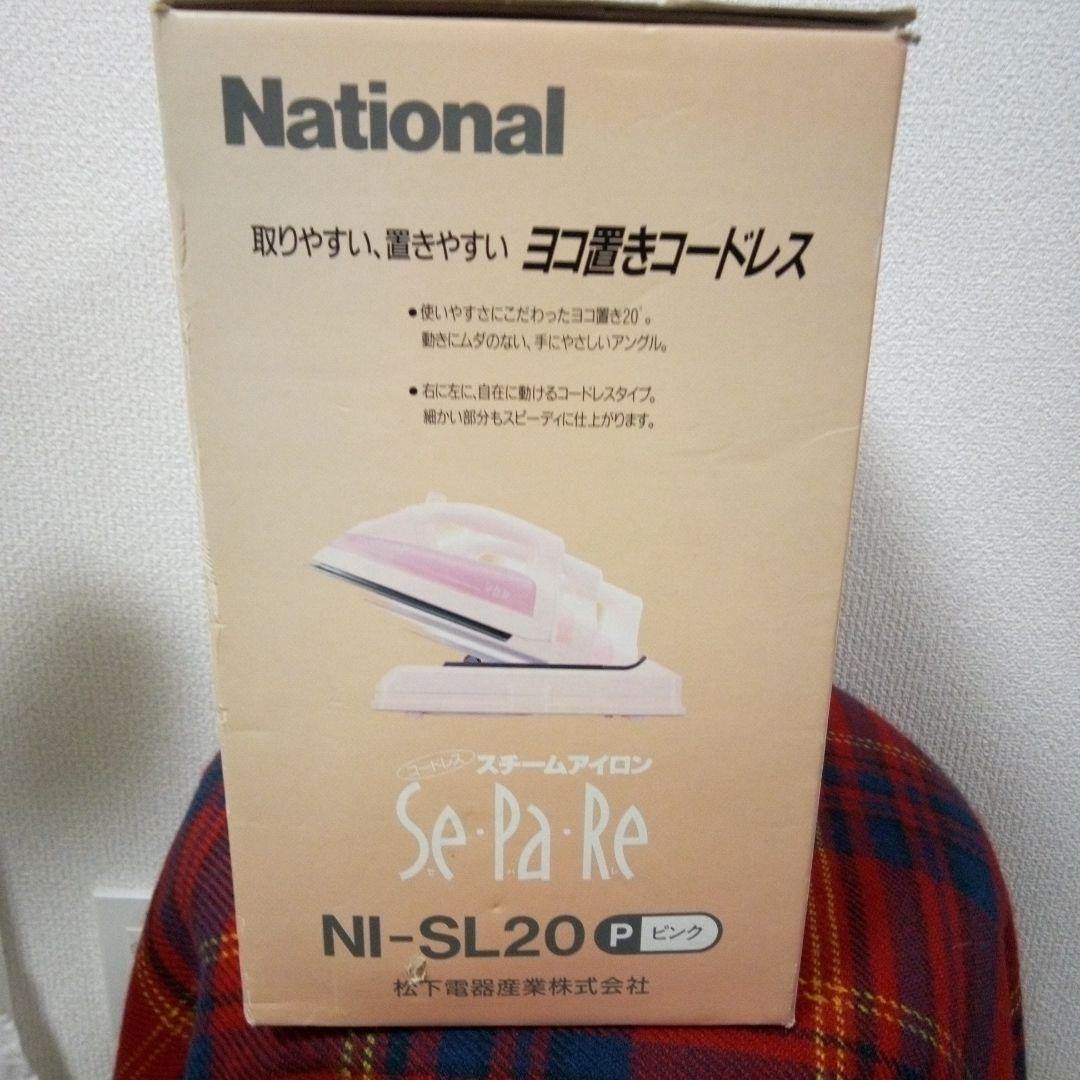 National
取りやすい、置きやすい ヨコ置きコードレス
●使いやすさにこだわったヨコ置き20°。
動きにムダのない、手にやさしいアングル。
●右に左に、自在に動けるコードレスタイプ。
細かい部分もスピーディに仕上がります。
コードレス スチームアイロン
Se・Pa・Re
セ パ レ
NI-SL20 P ピンク
松下電器産業株式会社